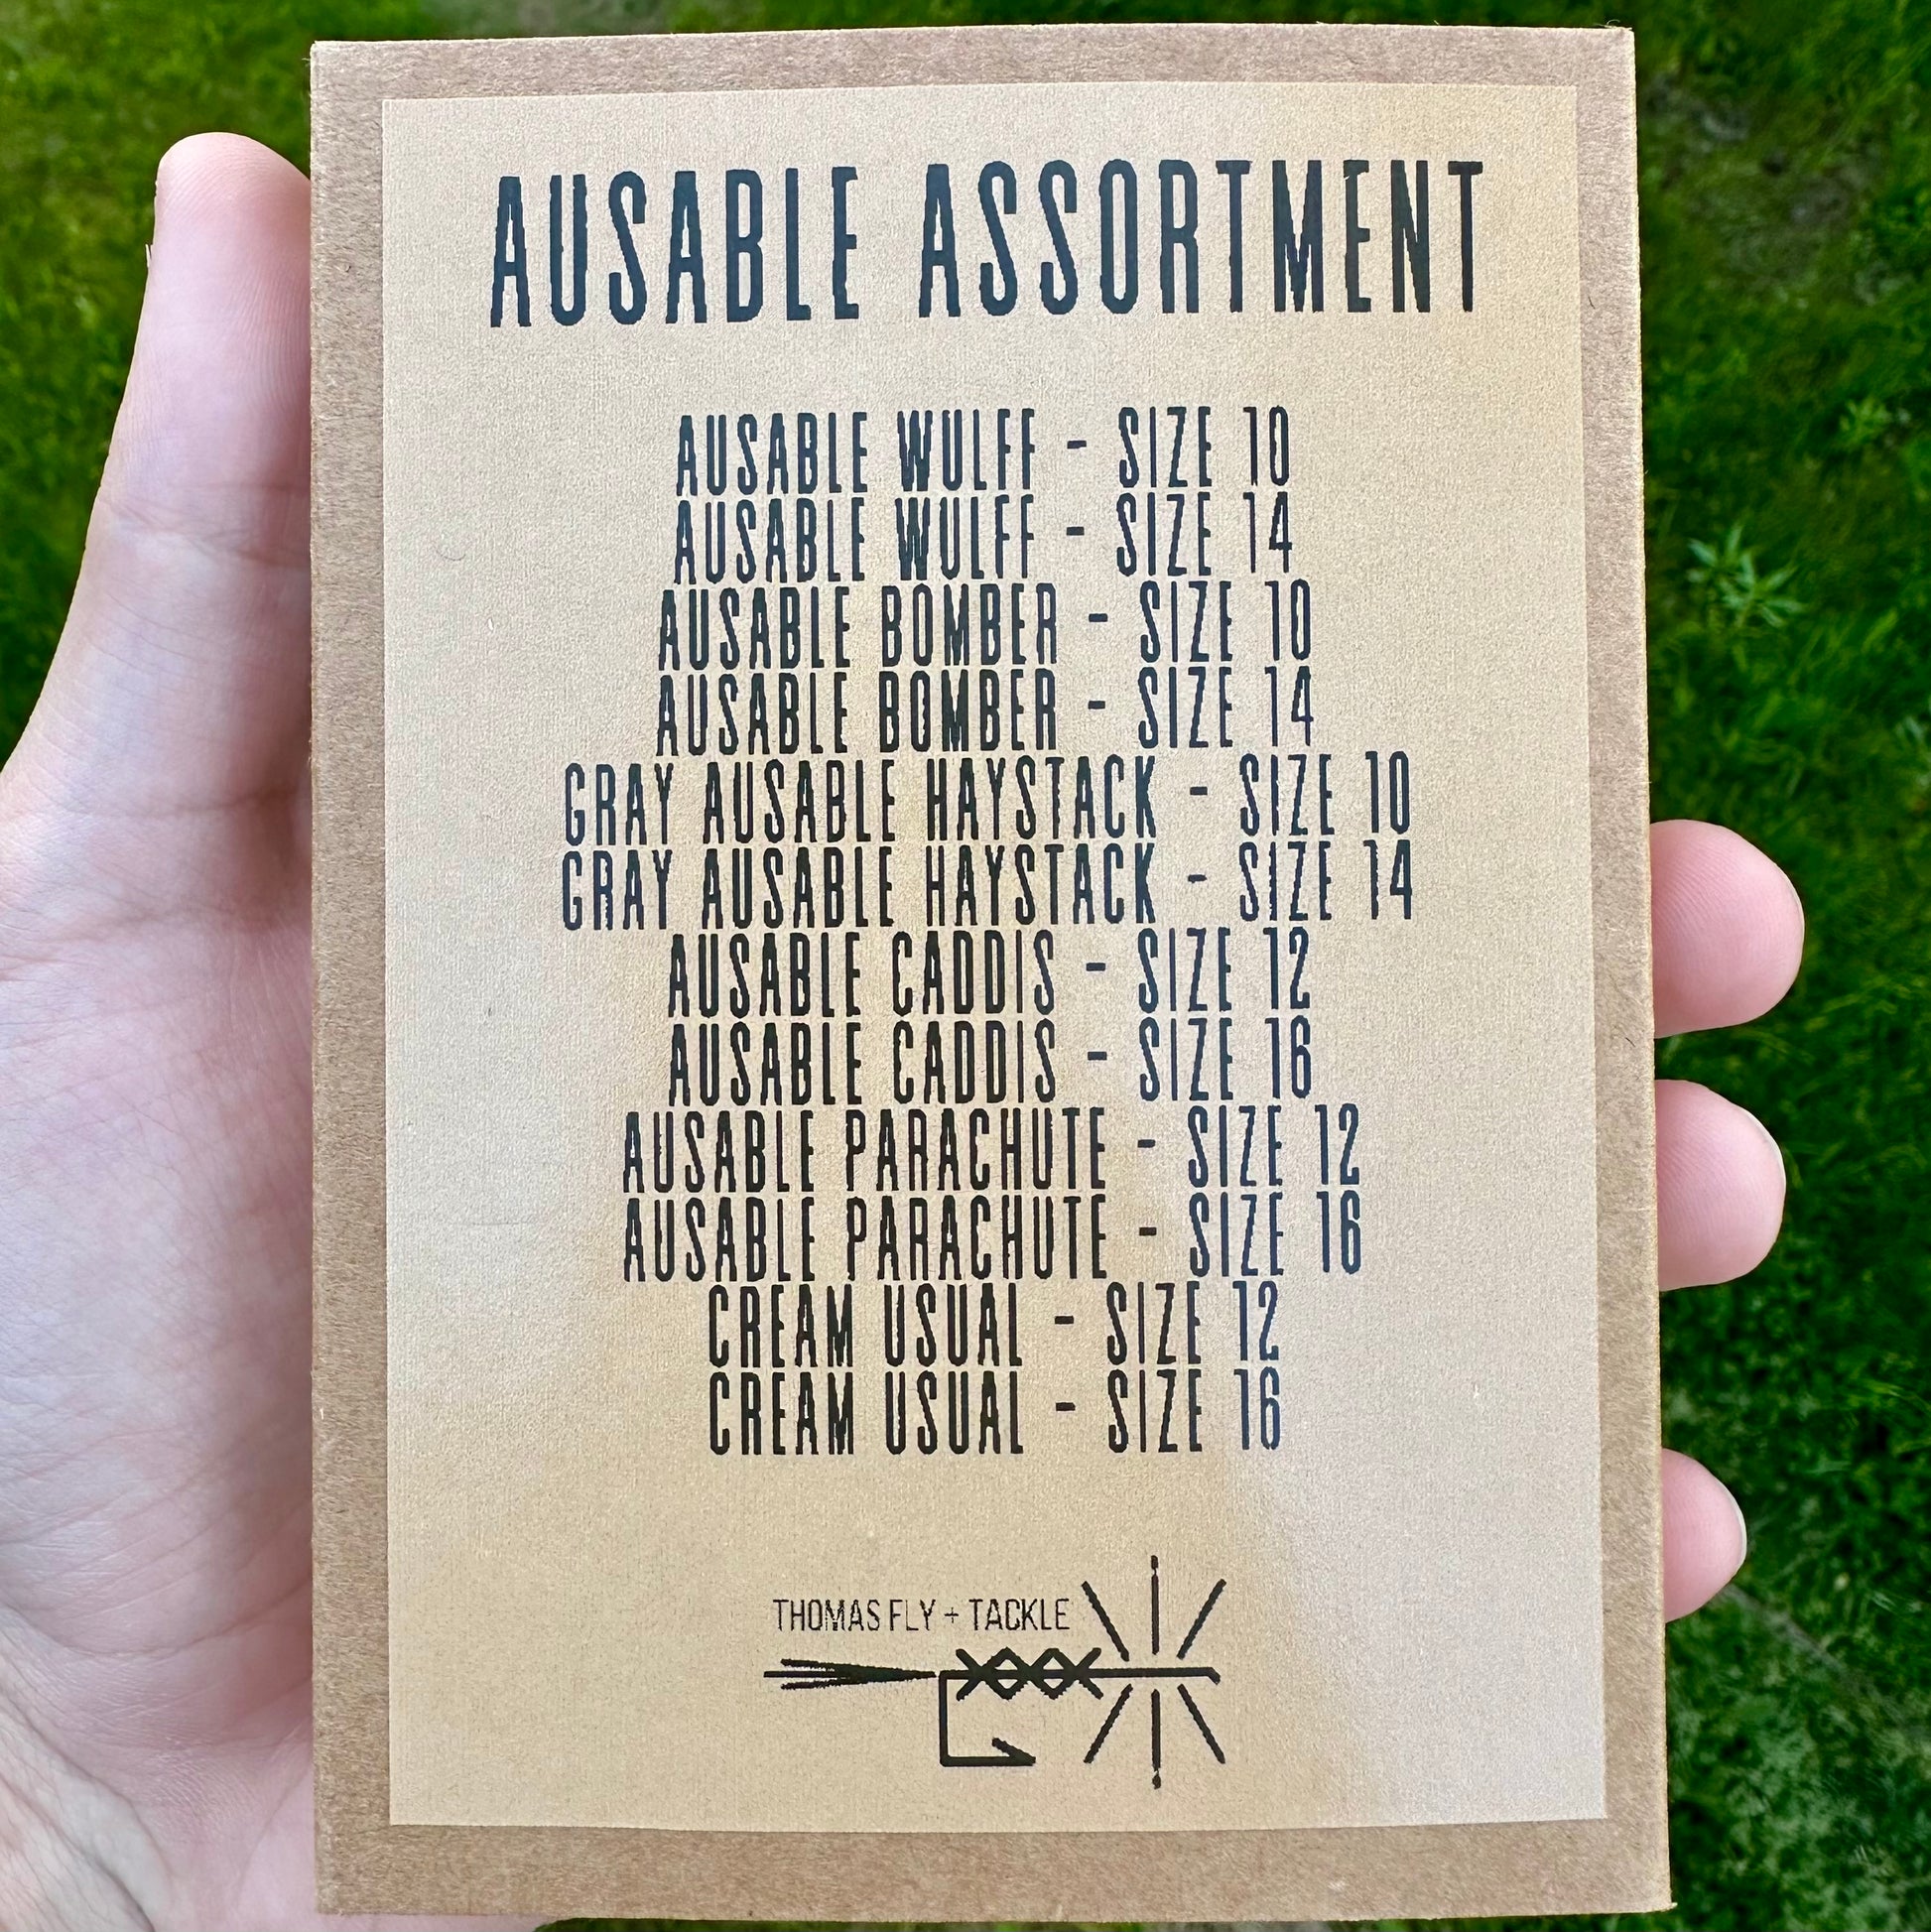 AUSABLE ASSORTMENT
AUSABLE WULFF - SIZE 10
AUSABLE WULFF - SIZE 14
AUSABLE BOMBER - SIZE 10
AUSABLE BOMBER - SIZE 14
GRAY AUSABLE HAYSTACK - SIZE 10
GRAY AUSABLE HAYSTACK - SIZE 14
AUSABLE CADDIS - SIZE 12
AUSABLE CADDIS - SIZE 16
AUSABLE PARACHUTE - SIZE 12
AUSABLE PARACHUTE - SIZE 16
CREAM USUAL - SIZE 12
CREAM USUAL - SIZE 16
THOMAS FLY + TACKLE